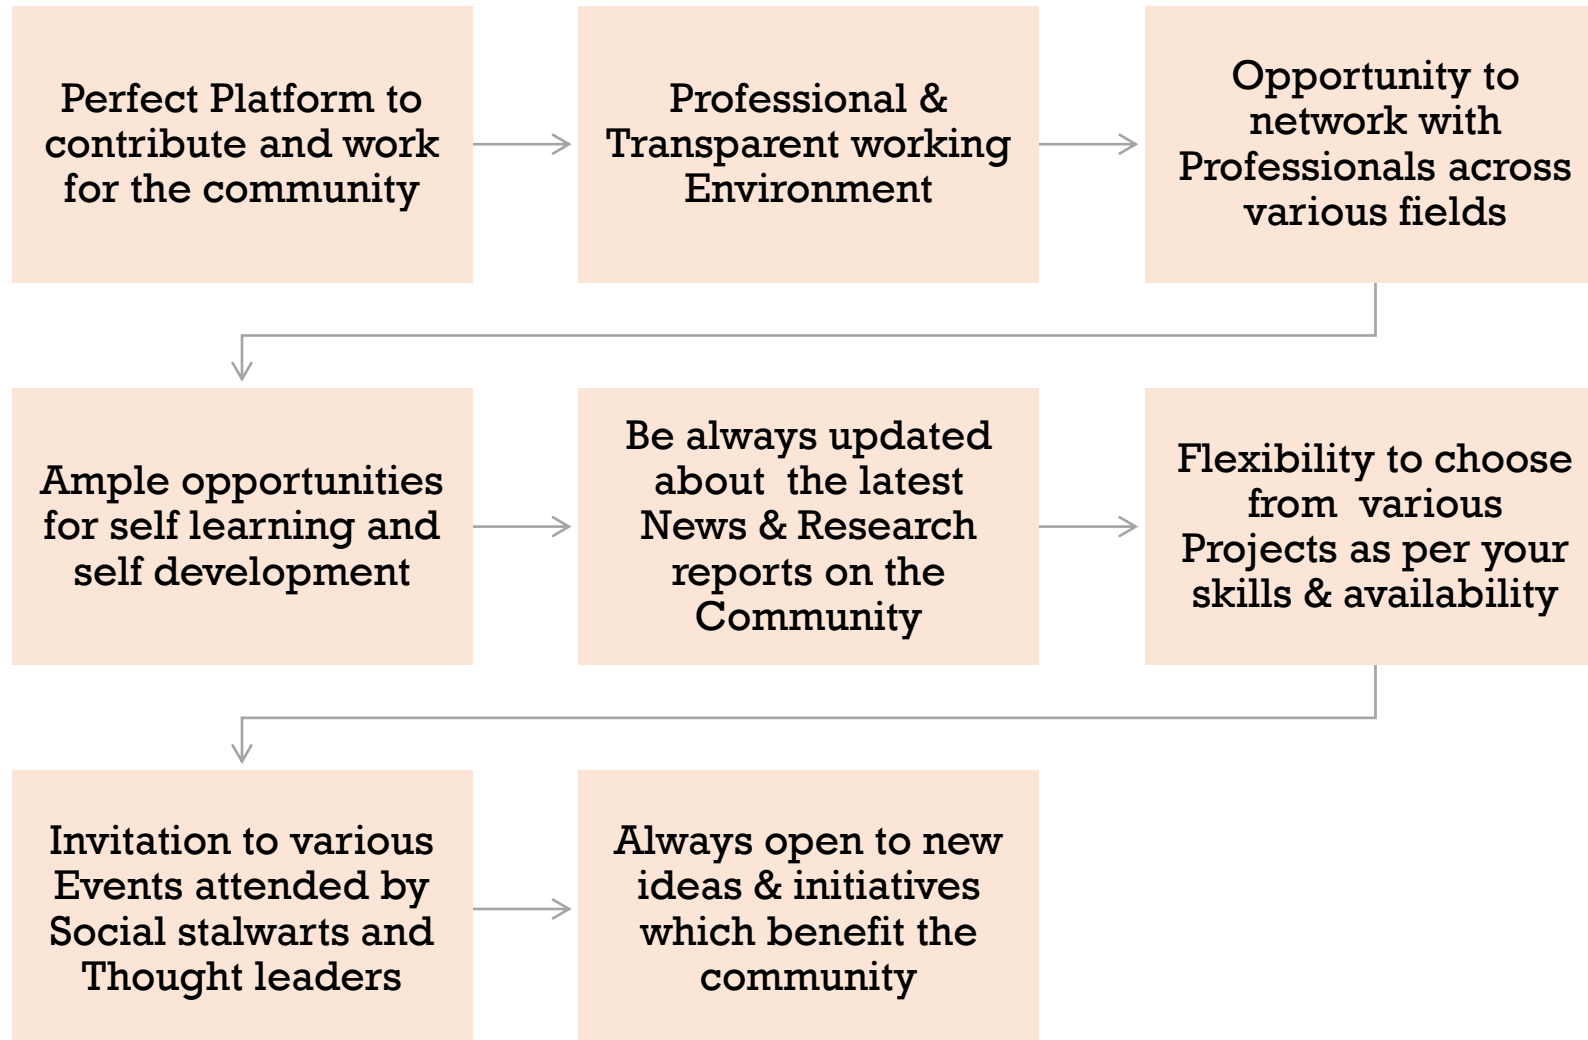 Perfect Platform to
contribute and work
for the community
Professional &
Transparent working
Environment
Opportunity to
network with
Professionals across
various fields
Ample opportunities
for self learning and
self development
Be always updated
about  the latest
News & Research
reports on the
Community
Flexibility to choose
from  various
Projects as per your
skills & availability
Invitation to various
Events attended by
Social stalwarts and
Thought leaders
Always open to new
ideas & initiatives
which benefit the
community